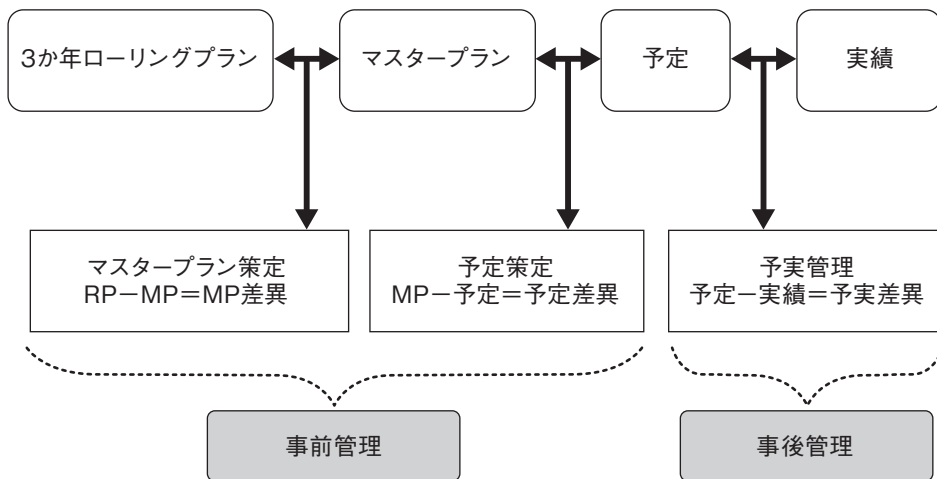 3か年ローリングプラン
マスタープラン
予定
実績
マスタープラン策定
RP−MP=MP差異
予定策定
MP−予定=予定差異
予実管理
予定−実績=予実差異
事前管理
事後管理